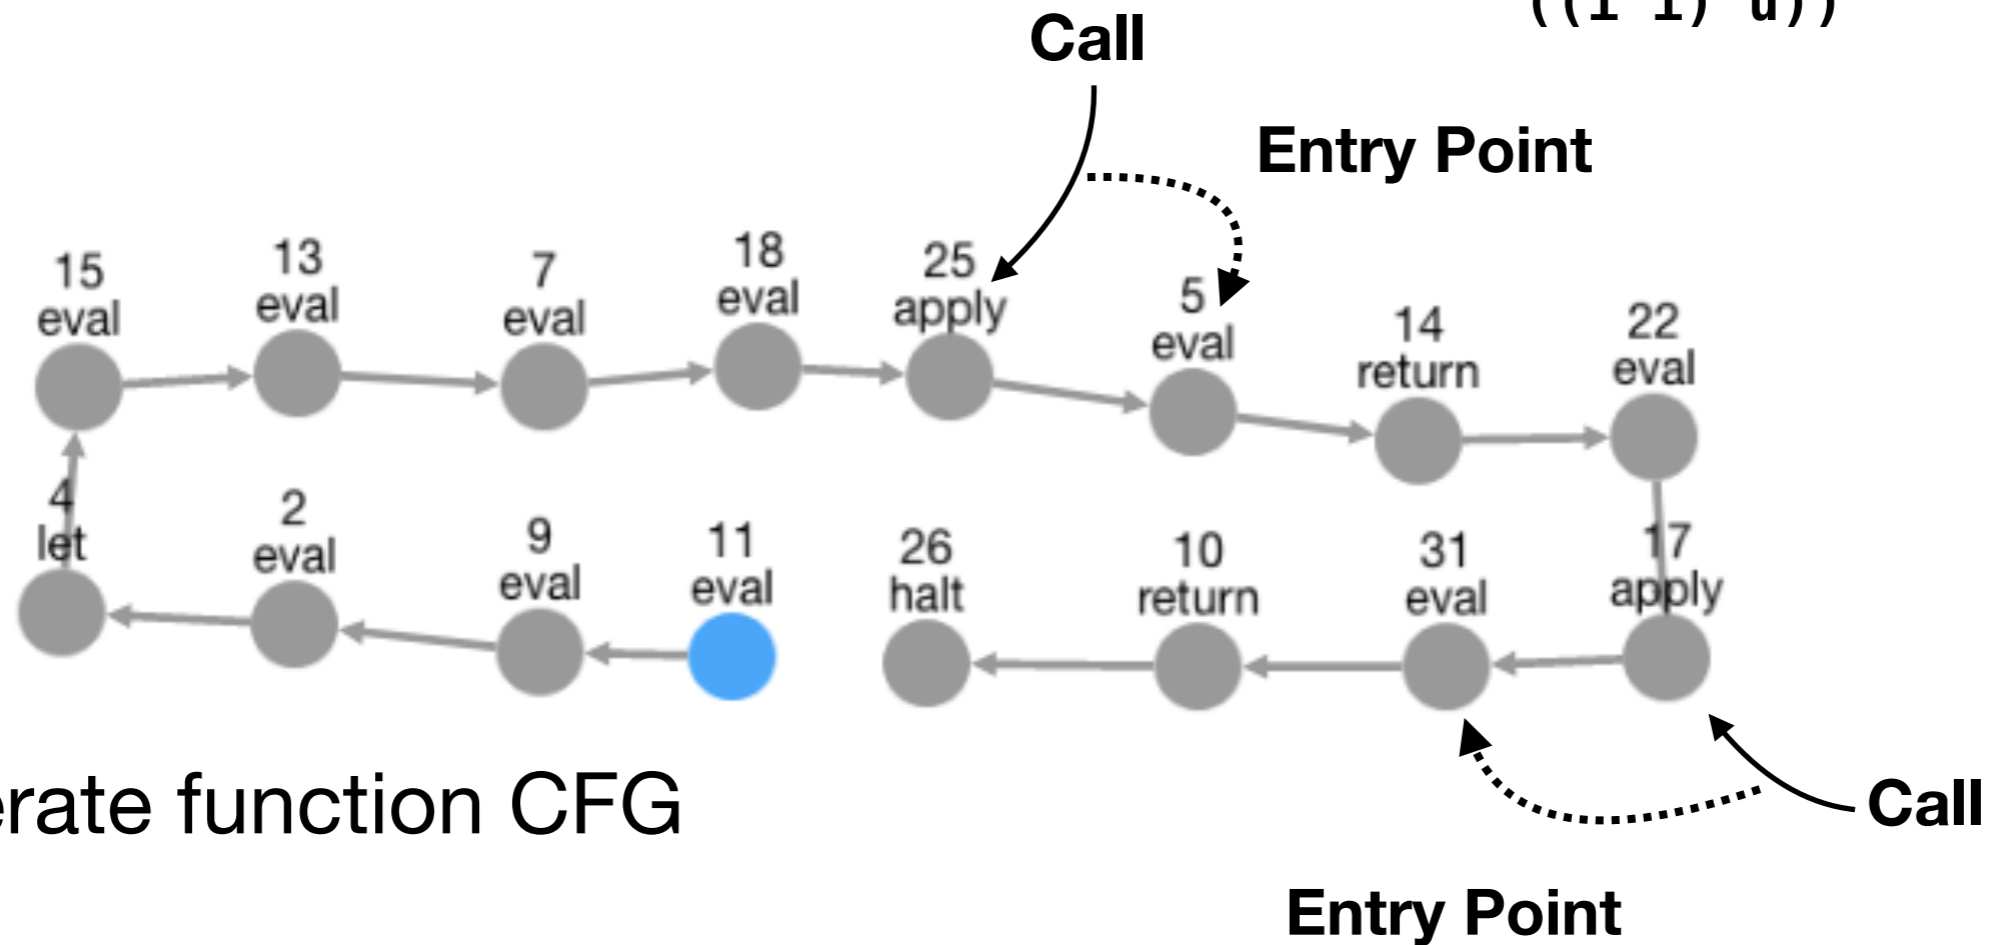 ((i i) u))
Call
Entry Point
15
eval
13
eval
7
eval
18
eval
25
apply
5
eval
14
return
22
eval
4
let
2
eval
9
eval
11
eval
26
halt
10
return
31
eval
17
apply
erate function CFG
Call
Entry Point